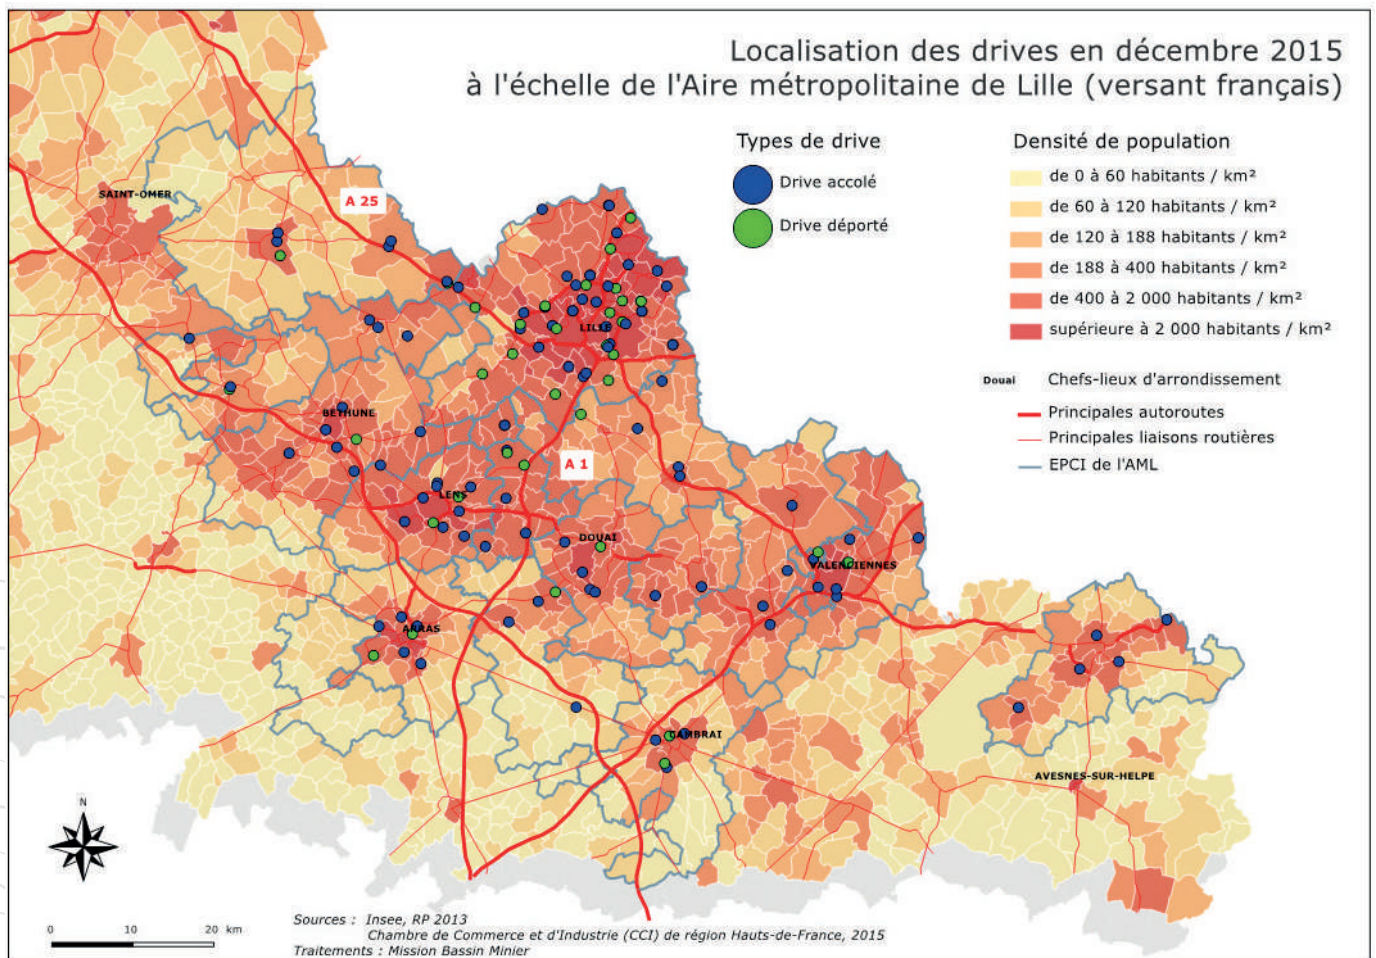 Localisation des drives en décembre 2015
à l'échelle de l'Aire métropolitaine de Lille (versant français)
Types de drive
Drive accolé
Drive déporté
Densité de population
de 0 à 60 habitants / km²
de 60 à 120 habitants / km²
de 120 à 188 habitants / km²
de 188 à 400 habitants / km²
de 400 à 2 000 habitants / km²
supérieure à 2 000 habitants / km²
Douai Chefs-lieux d'arrondissement
Principales autoroutes
Principales liaisons routières
EPCI de l'AML
SAINT-OMER
A 25
LILLE
BETHUNE
A 1
LENS
DOUAI
VALENCIENNES
ARRAS
CAMBRAI
AVESNES-SUR-HELPE
N
0 10 20 km
Sources : Insee, RP 2013
Chambre de Commerce et d'Industrie (CCI) de région Hauts-de-France, 2015
Traitements : Mission Bassin Minier